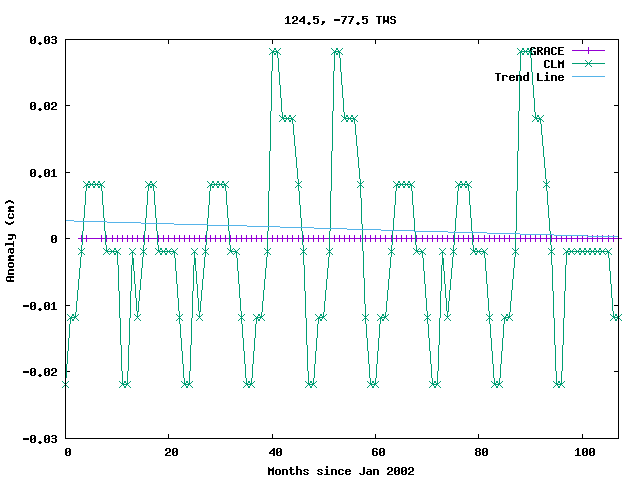 124.5, -77.5 TWS
0.03
0.02
0.01
0
-0.01
-0.02
-0.03
Anomaly (cm)
GRACE
CLM
Trend Line
0 20 40 60 80 100
Months since Jan 2002